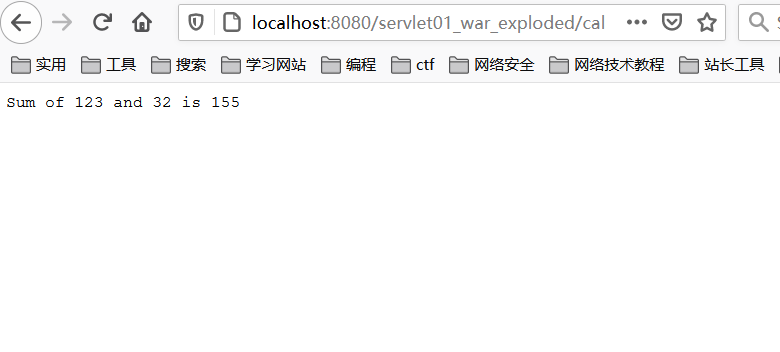 localhost:8080/servlet01_war_exploded/cal
实用 工具 搜索 学习网站 编程 ctf 网络安全 网络技术教程 站长工具
Sum of 123 and 32 is 155